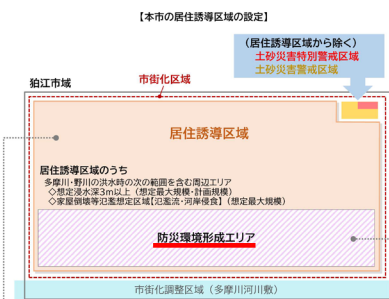 【本市の居住誘導区域の設定】
（居住誘導区域から除く）
土砂災害特別警戒区域
土砂災害警戒区域
狛江市域
市街化区域
居住誘導区域
居住誘導区域のうち
多摩川・野川の洪水時の次の範囲を含む周辺エリア
◇想定浸水深3m以上（想定最大規模・計画規模）
◇家屋倒壊等氾濫想定区域【氾濫流・河岸侵食】（想定最大規模）
防災環境形成エリア
市街化調整区域（多摩川河川敷）